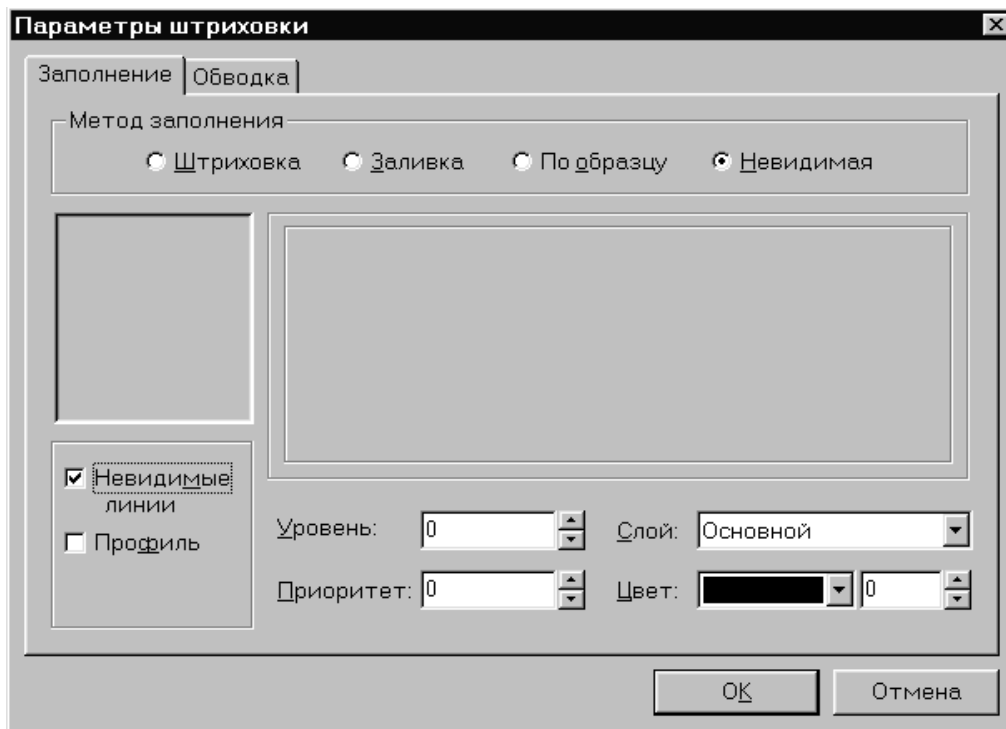 Параметры штриховки
Заполнение Обводка
Метод заполнения
Штриховка Заливка По образцу Невидимая
Невидимые
линии
Профиль
Уровень: 0 Слой: Основной
Приоритет: 0 Цвет: 0
OK Отмена